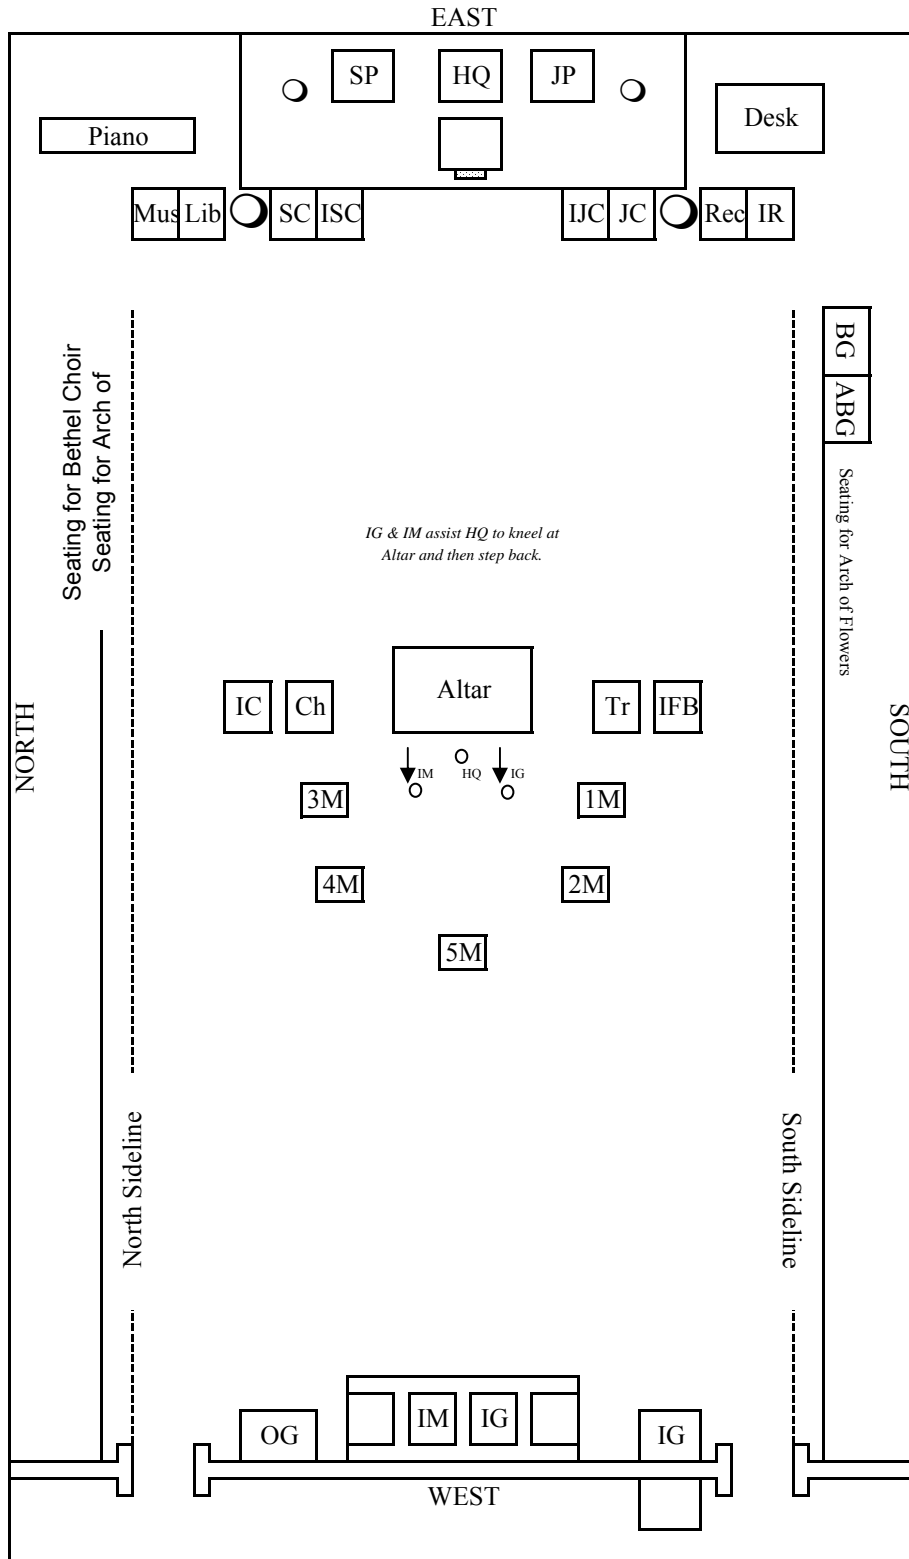 EAST
SP
HQ
JP
Desk
Piano
Mus
Lib
SC
ISC
IJC
JC
Rec
IR
BG
ABG
Seating for Bethel Choir
Seating for Arch of
Seating for Arch of Flowers
IG & IM assist HQ to kneel at
Altar and then step back.
NORTH
SOUTH
IC
Ch
Altar
Tr
IFB
IM
HQ
IG
3M
1M
4M
2M
5M
North Sideline
South Sideline
OG
IM
IG
IG
WEST